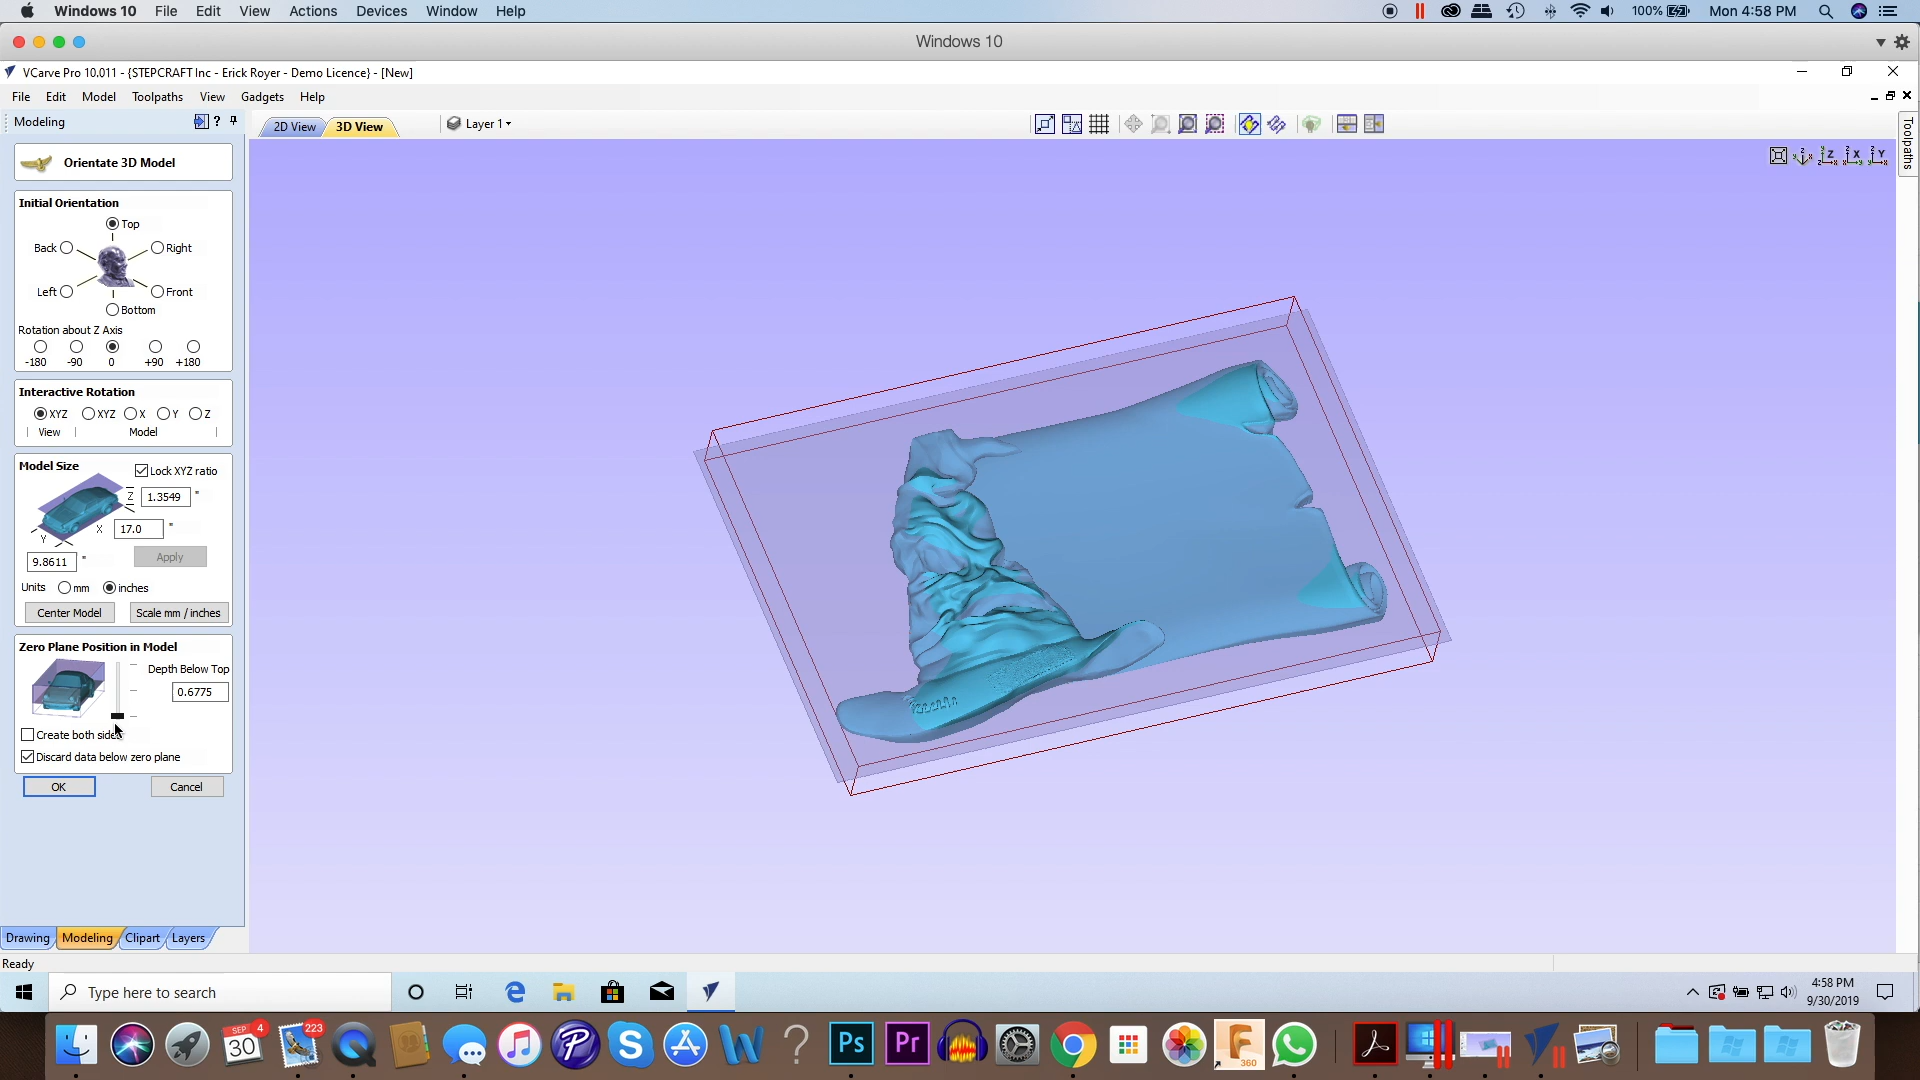 Windows 10 File Edit View Actions Devices Window Help 100% Mon 4:58 PM
Windows 10
VCarve Pro 10.011 - {STEPCRAFT Inc - Erick Royer - Demo Licence} - [New]
File Edit Model Toolpaths View Gadgets Help
Modeling ?
2D View 3D View Layer 1
Toolpaths
Orientate 3D Model
Initial Orientation
Top
Back Right
Left Front
Bottom
Rotation about Z Axis
-180 -90 0 +90 +180
Interactive Rotation
XYZ XYZ X Y Z
View Model
Model Size Lock XYZ ratio
Z 1.3549 "
X 17.0 "
Y
9.8611 " Apply
Units mm inches
Center Model Scale mm / inches
Zero Plane Position in Model
Depth Below Top
0.6775
Create both sides
Discard data below zero plane
OK Cancel
Drawing Modeling Clipart Layers
Ready
Type here to search
4:58 PM
9/30/2019
SEP 4
30
223
Ps
Pr
F
360